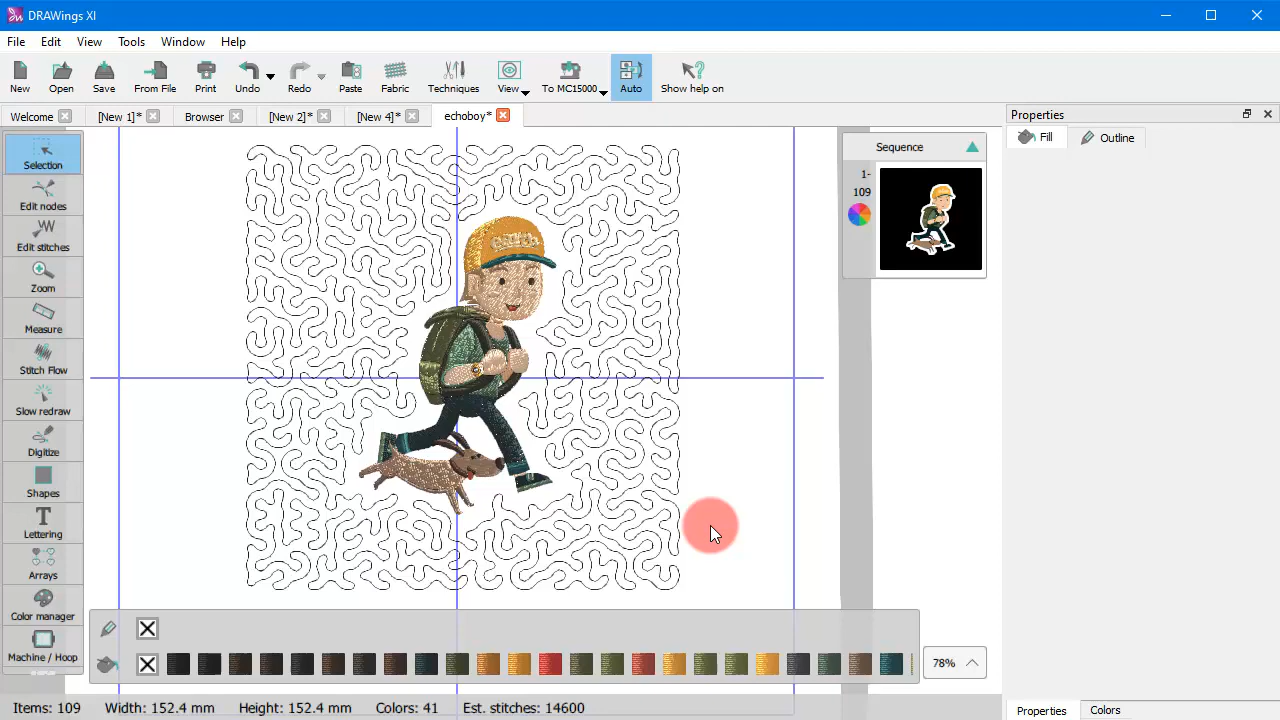 DRAWings XI
File Edit View Tools Window Help
New Open Save From File Print Undo Redo Paste Fabric Techniques View To MC15000 Auto Show help on
Welcome [New 1]* Browser [New 2]* [New 4]* echoboy*
Properties
Fill Outline
Selection
Edit nodes
Edit stitches
Zoom
Measure
Stitch Flow
Slow redraw
Digitize
Shapes
Lettering
Arrays
Color manager
Machine / Hoop
Sequence
1-
109
78%
Items: 109 Width: 152.4 mm Height: 152.4 mm Colors: 41 Est. stitches: 14600
Properties Colors